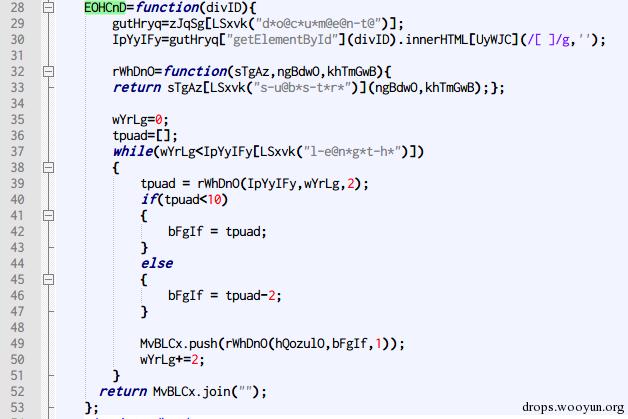 28 EOHCnD=function(divID){
29 gutHryq=zJqSg[LSxvk("d*o@c*u*m@e@n-t@")];
30 IpYyIFy=gutHryq["getElementById"](divID).innerHTML[UyWJC](/[ ]/g,'');
31
32 rWhDnO=function(sTgAz,ngBdwO,khTmGwB){
33 return sTgAz[LSxvk("s-u@b*s-t*r*")](ngBdwO,khTmGwB);};
34
35 wYrLg=0;
36 tpuad=[];
37 while(wYrLg<IpYyIFy[LSxvk("l-e@n*g*t-h*")])
38 {
39 tpuad = rWhDnO(IpYyIFy,wYrLg,2);
40 if(tpuad<10)
41 {
42 bFgIf = tpuad;
43 }
44 else
45 {
46 bFgIf = tpuad-2;
47 }
48
49 MvBLCx.push(rWhDnO(hQozulO,bFgIf,1));
50 wYrLg+=2;
51 }
52 return MvBLCx.join("");
53 };
drops.wooyun.org